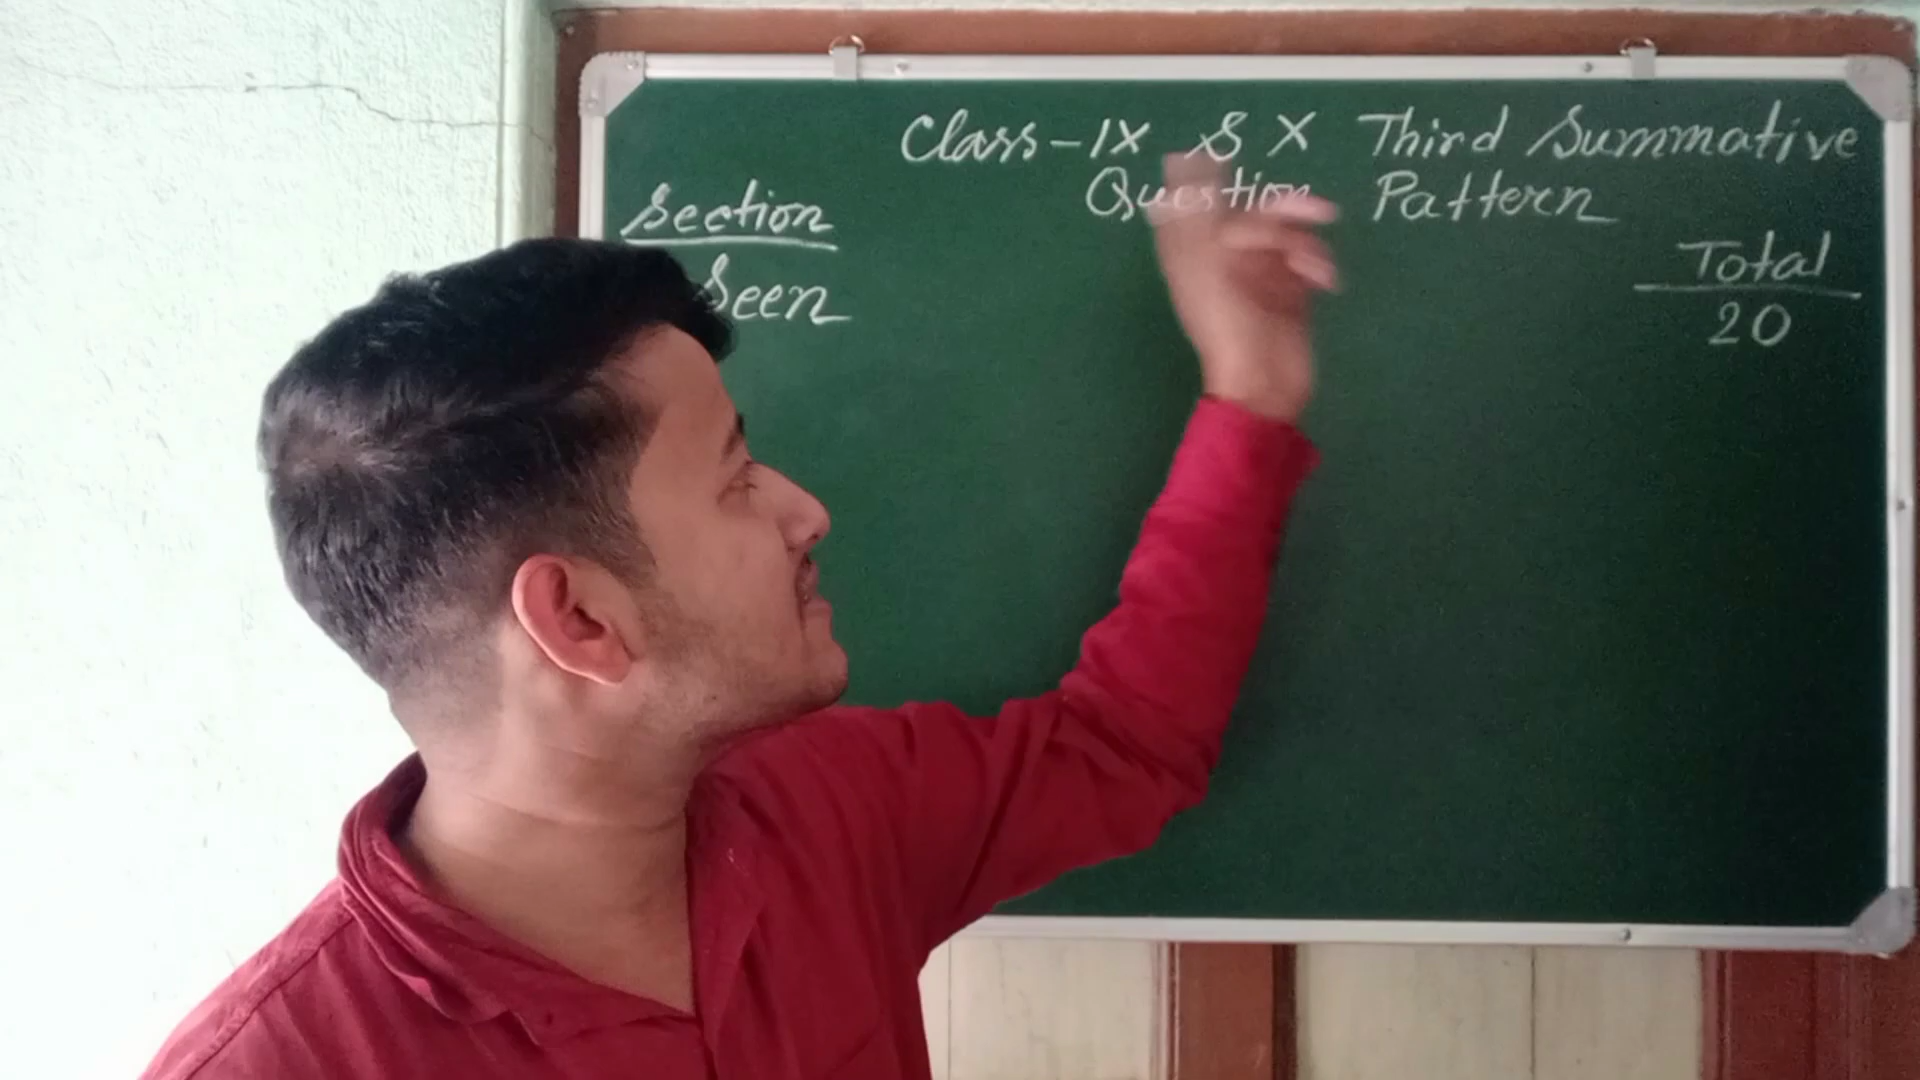 Class-IX & X Third Summative
Question Pattern
Section
Total
Seen
20